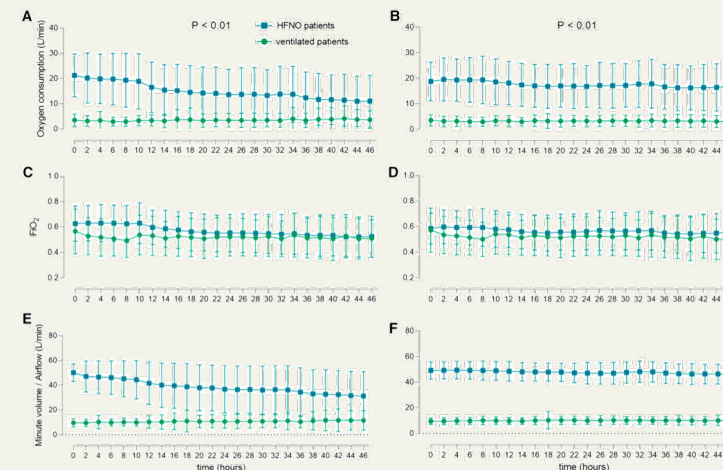 A
P < 0.01
HFNO patients
ventilated patients
Oxygen consumption (L/min)
40
30
20
10
0
0 2 4 6 8 10 12 14 16 18 20 22 24 26 28 30 32 34 36 38 40 42 44 46
B
P < 0.01
40
30
20
10
0
0 2 4 6 8 10 12 14 16 18 20 22 24 26 28 30 32 34 36 38 40 42 44 46
C
FiO2
1.0
0.8
0.6
0.4
0.2
0 2 4 6 8 10 12 14 16 18 20 22 24 26 28 30 32 34 36 38 40 42 44 46
D
1.0
0.8
0.6
0.4
0.2
0 2 4 6 8 10 12 14 16 18 20 22 24 26 28 30 32 34 36 38 40 42 44 46
E
Minute volume / Airflow (L/min)
80
60
40
20
0
0 2 4 6 8 10 12 14 16 18 20 22 24 26 28 30 32 34 36 38 40 42 44 46
time (hours)
F
80
60
40
20
0
0 2 4 6 8 10 12 14 16 18 20 22 24 26 28 30 32 34 36 38 40 42 44 46
time (hours)